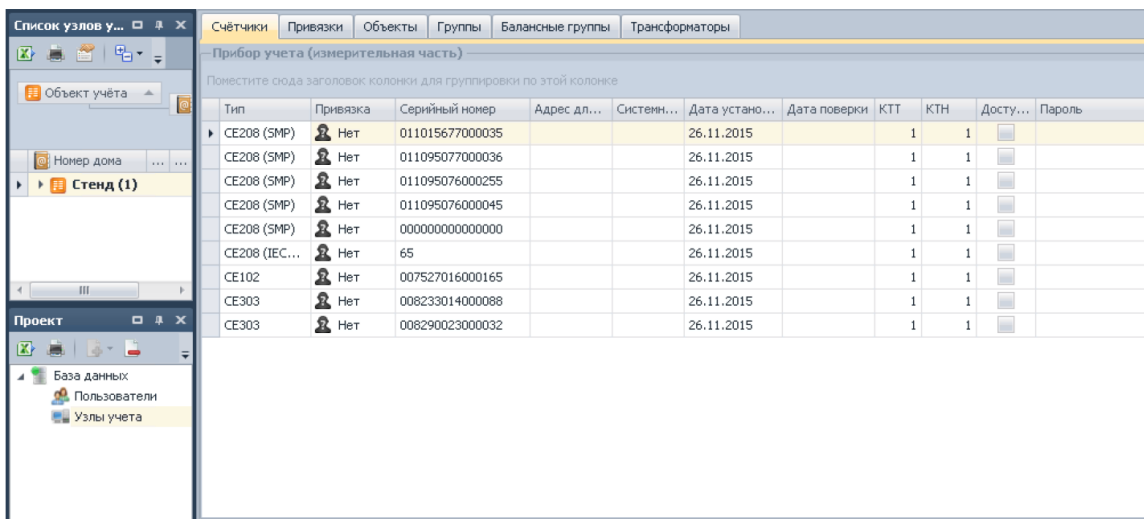 Список узлов у...
Объект учёта
Номер дома ... ...
Стенд (1)
Проект
База данных
Пользователи
Узлы учета
Счётчики Привязки Объекты Группы Балансные группы Трансформаторы
Прибор учета (измерительная часть)
Поместите сюда заголовок колонки для группировки по этой колонке
Тип Привязка Серийный номер Адрес дл... Системн... Дата устано... Дата поверки КТТ КТН Досту... Пароль
CE208 (SMP) Нет 011015677000035 26.11.2015 1 1
CE208 (SMP) Нет 011095077000036 26.11.2015 1 1
CE208 (SMP) Нет 011095076000255 26.11.2015 1 1
CE208 (SMP) Нет 011095076000045 26.11.2015 1 1
CE208 (SMP) Нет 000000000000000 26.11.2015 1 1
CE208 (IEC... Нет 65 26.11.2015 1 1
CE102 Нет 007527016000165 26.11.2015 1 1
CE303 Нет 008233014000088 26.11.2015 1 1
CE303 Нет 008290023000032 26.11.2015 1 1